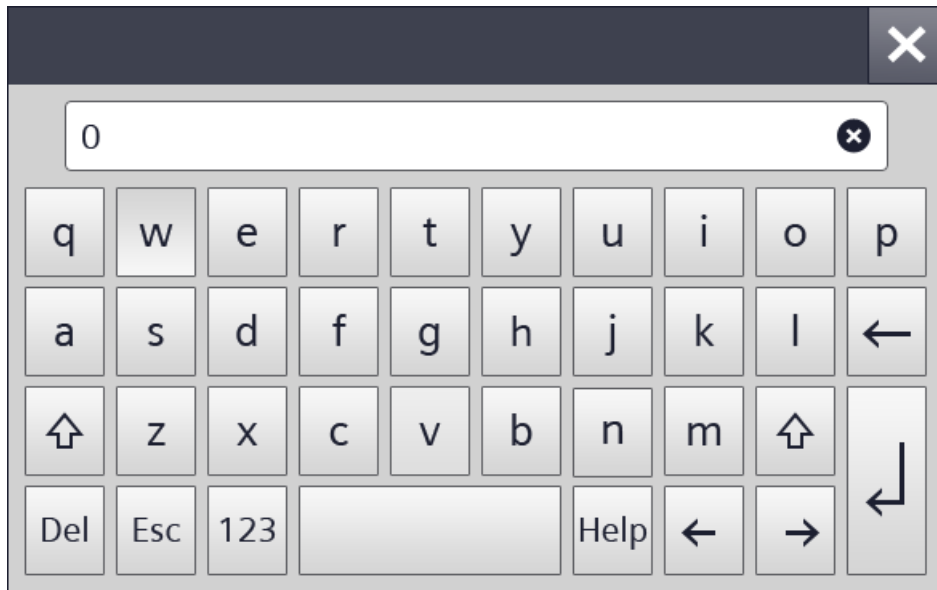 0
q w e r t y u i o p
a s d f g h j k l ←
z x c v b n m
Del Esc 123 Help ← →